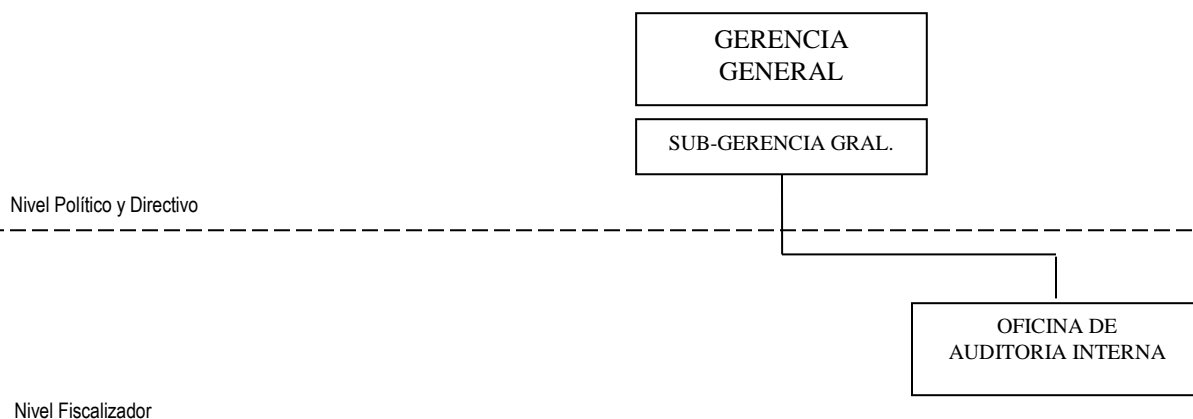 GERENCIA
GENERAL
SUB-GERENCIA GRAL.
Nivel Político y Directivo
OFICINA DE
AUDITORIA INTERNA
Nivel Fiscalizador